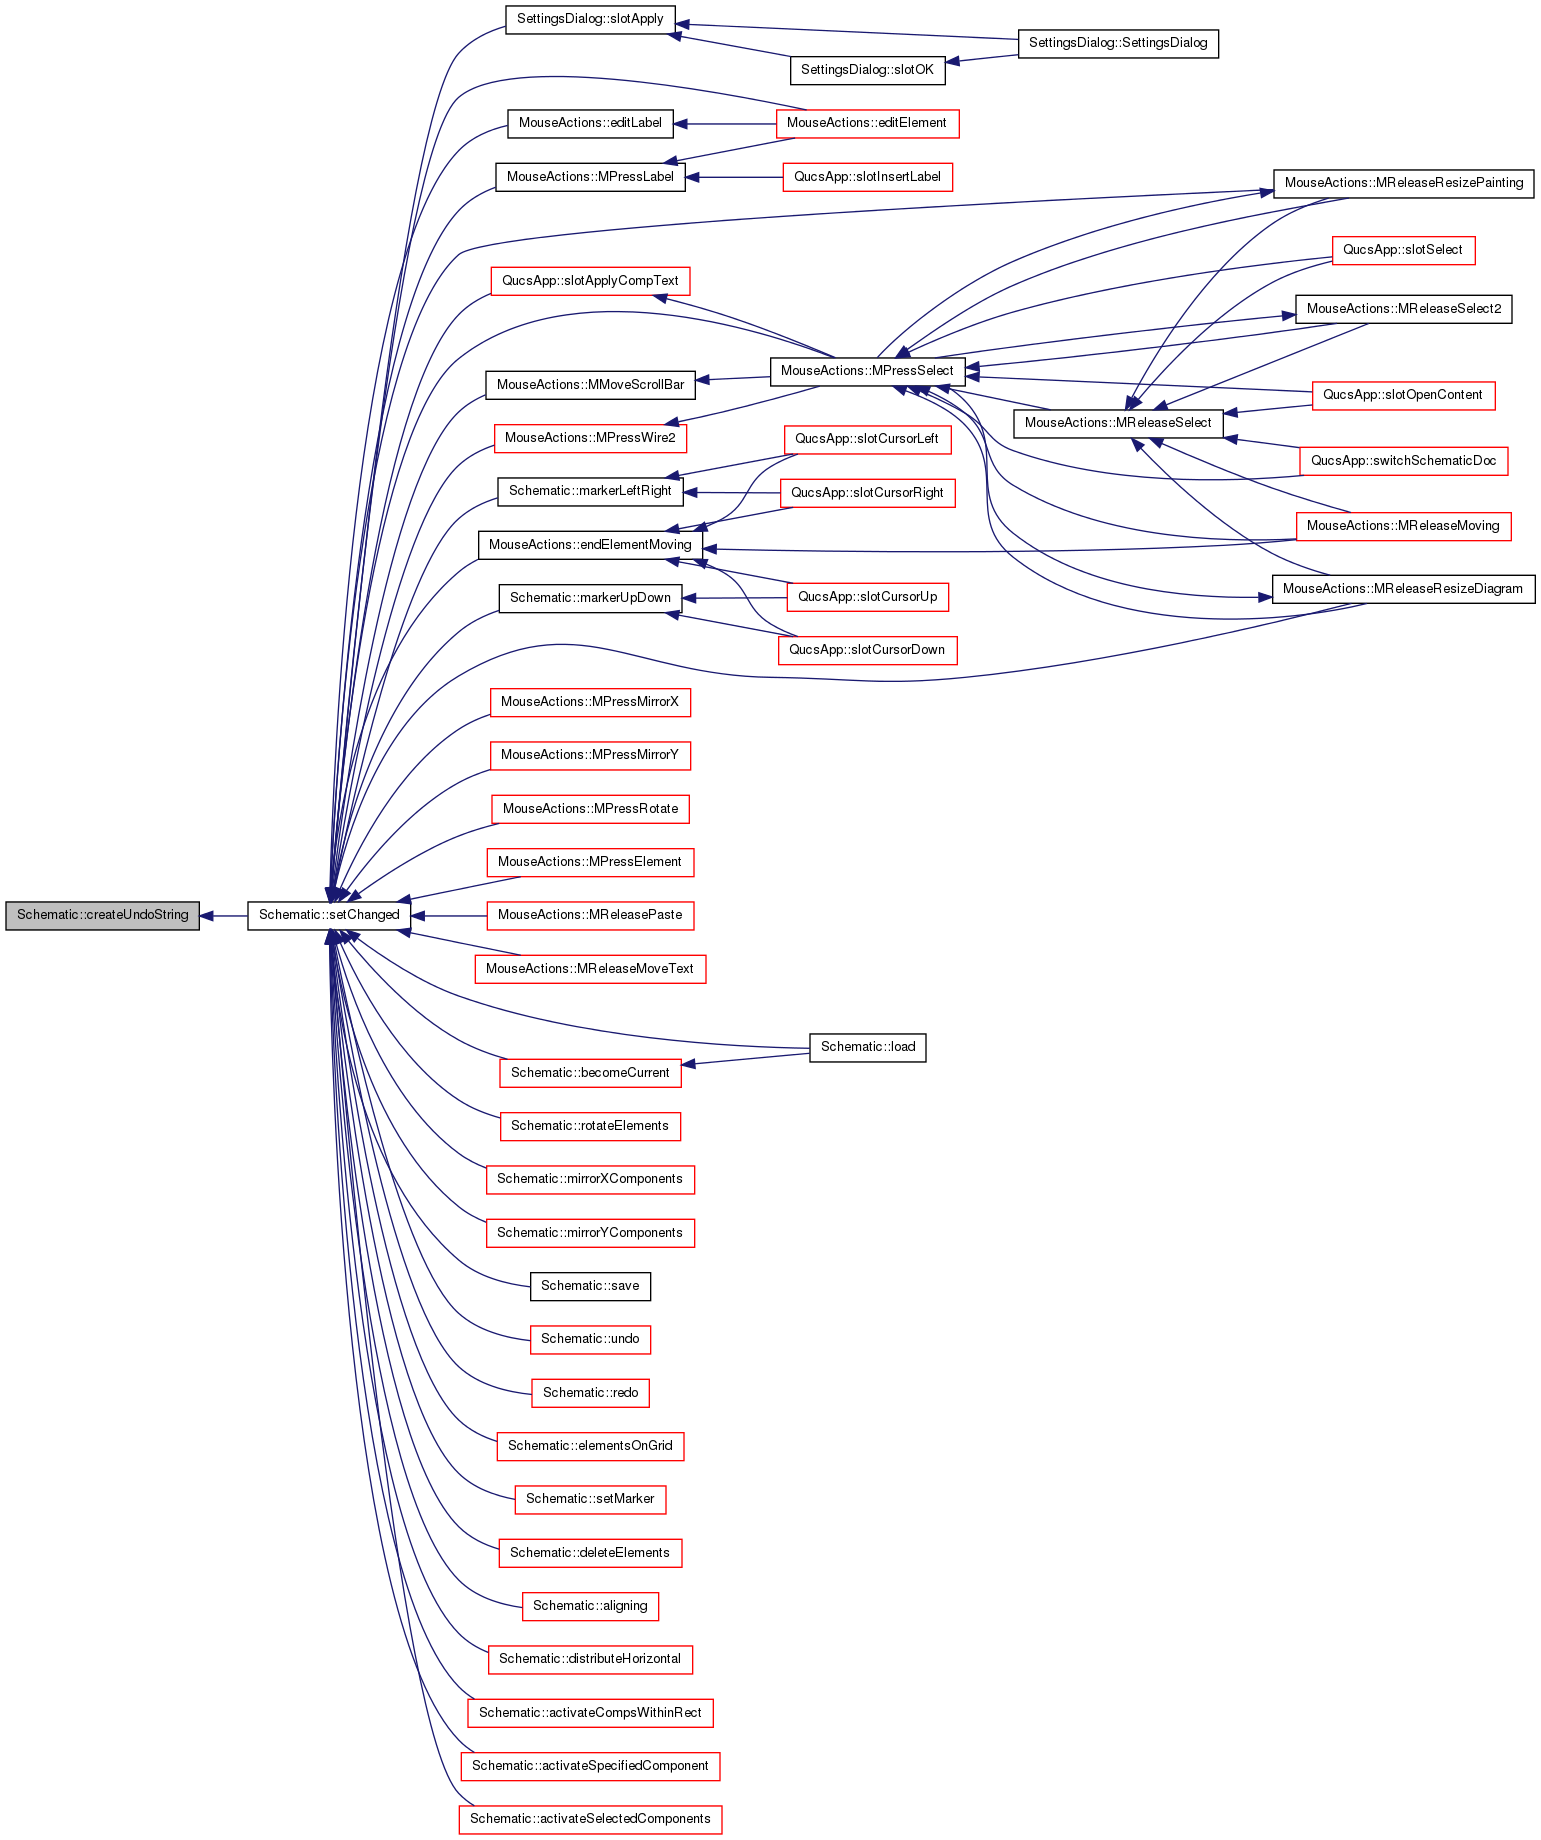 SettingsDialog::slotApply
SettingsDialog::SettingsDialog
SettingsDialog::slotOK
MouseActions::editLabel
MouseActions::editElement
MouseActions::MPressLabel
QucsApp::slotInsertLabel
MouseActions::MReleaseResizePainting
QucsApp::slotSelect
QucsApp::slotApplyCompText
MouseActions::MReleaseSelect2
MouseActions::MPressSelect
MouseActions::MMoveScrollBar
QucsApp::slotOpenContent
MouseActions::MReleaseSelect
MouseActions::MPressWire2
QucsApp::slotCursorLeft
QucsApp::switchSchematicDoc
Schematic::markerLeftRight
QucsApp::slotCursorRight
MouseActions::MReleaseMoving
MouseActions::endElementMoving
MouseActions::MReleaseResizeDiagram
Schematic::markerUpDown
QucsApp::slotCursorUp
QucsApp::slotCursorDown
MouseActions::MPressMirrorX
MouseActions::MPressMirrorY
MouseActions::MPressRotate
MouseActions::MPressElement
Schematic::createUndoString
Schematic::setChanged
MouseActions::MReleasePaste
MouseActions::MReleaseMoveText
Schematic::load
Schematic::becomeCurrent
Schematic::rotateElements
Schematic::mirrorXComponents
Schematic::mirrorYComponents
Schematic::save
Schematic::undo
Schematic::redo
Schematic::elementsOnGrid
Schematic::setMarker
Schematic::deleteElements
Schematic::aligning
Schematic::distributeHorizontal
Schematic::activateCompsWithinRect
Schematic::activateSpecifiedComponent
Schematic::activateSelectedComponents